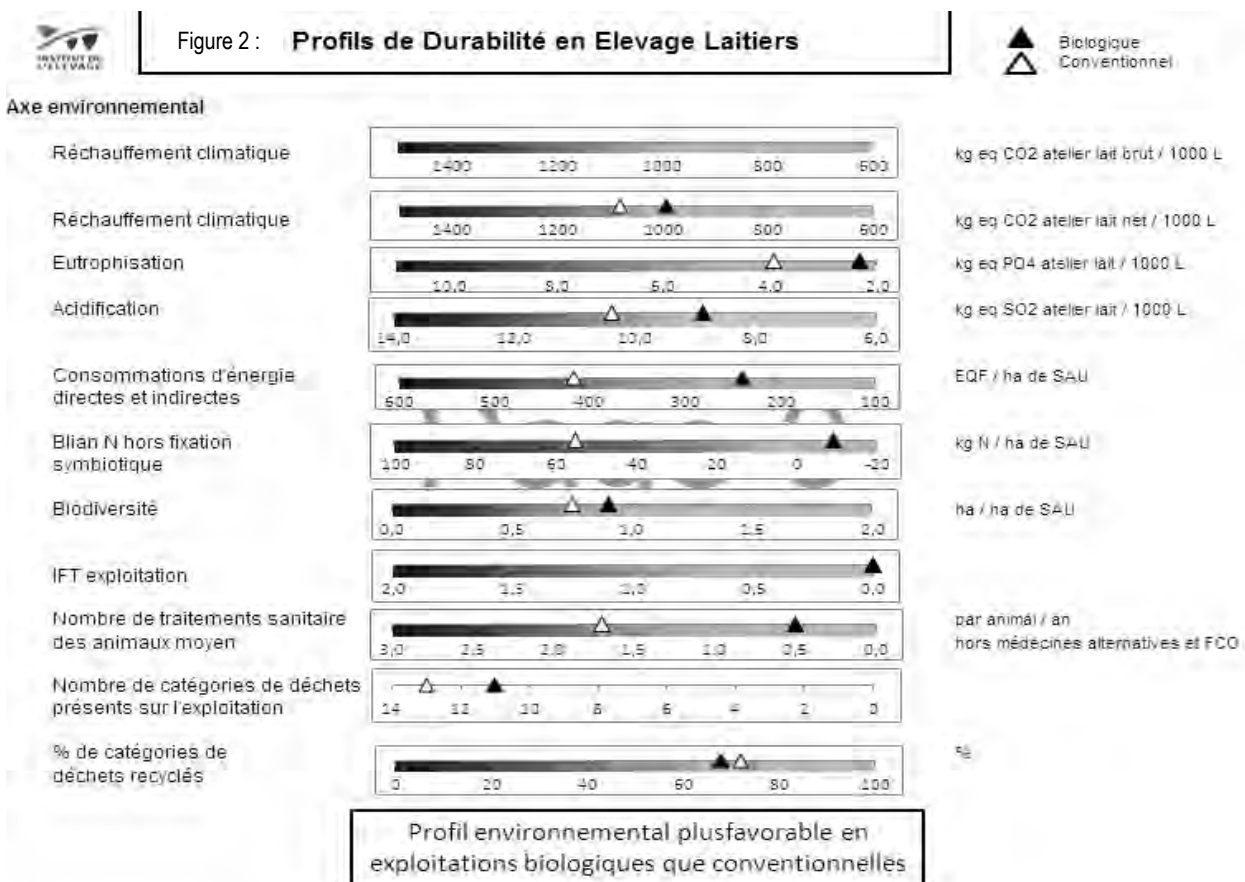 INSTITUT DE
L'ELEVAGE
Figure 2 : Profils de Durabilité en Elevage Laitiers
Biologique
Conventionnel
Axe environnemental
Réchauffement climatique
1400 1200 1000 800 600
kg eq CO2 atelier lait brut / 1000 L
Réchauffement climatique
1400 1200 1000 800 600
kg eq CO2 atelier lait net / 1000 L
Eutrophisation
10,0 8,0 6,0 4,0 2,0
kg eq PO4 atelier lait / 1000 L
Acidification
14,0 12,0 10,0 8,0 6,0
kg eq SO2 atelier lait / 1000 L
Consommations d'énergie
directes et indirectes
600 500 400 300 200 100
EQF / ha de SAU
Blian N hors fixation
symbiotique
100 80 60 40 20 0 -20
kg N / ha de SAU
Biodiversité
0,0 0,5 1,0 1,5 2,0
ha / ha de SAU
IFT exploitation
2,0 1,5 1,0 0,5 0,0
Nombre de traitements sanitaire
des animaux moyen
3,0 2,5 2,0 1,5 1,0 0,5 0,0
par animal / an
hors médecines alternatives et FCO
Nombre de catégories de déchets
présents sur l'exploitation
14 12 10 8 6 4 2 0
% de catégories de
déchets recyclés
0 20 40 60 80 100
%
Profil environnemental plusfavorable en
exploitations biologiques que conventionnelles